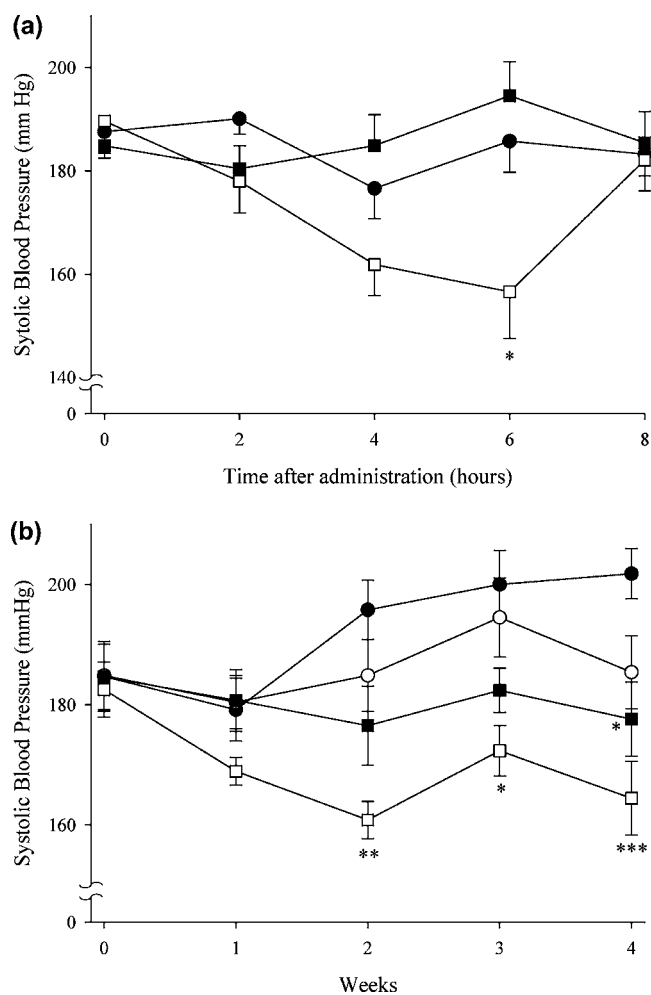 (a)
Sytolic Blood Pressure (mm Hg)
200
180
160
140
0
*
0 2 4 6 8
Time after administration (hours)
(b)
Systolic Blood Pressure (mmHg)
200
180
160
0
*
*
**
***
0 1 2 3 4
Weeks